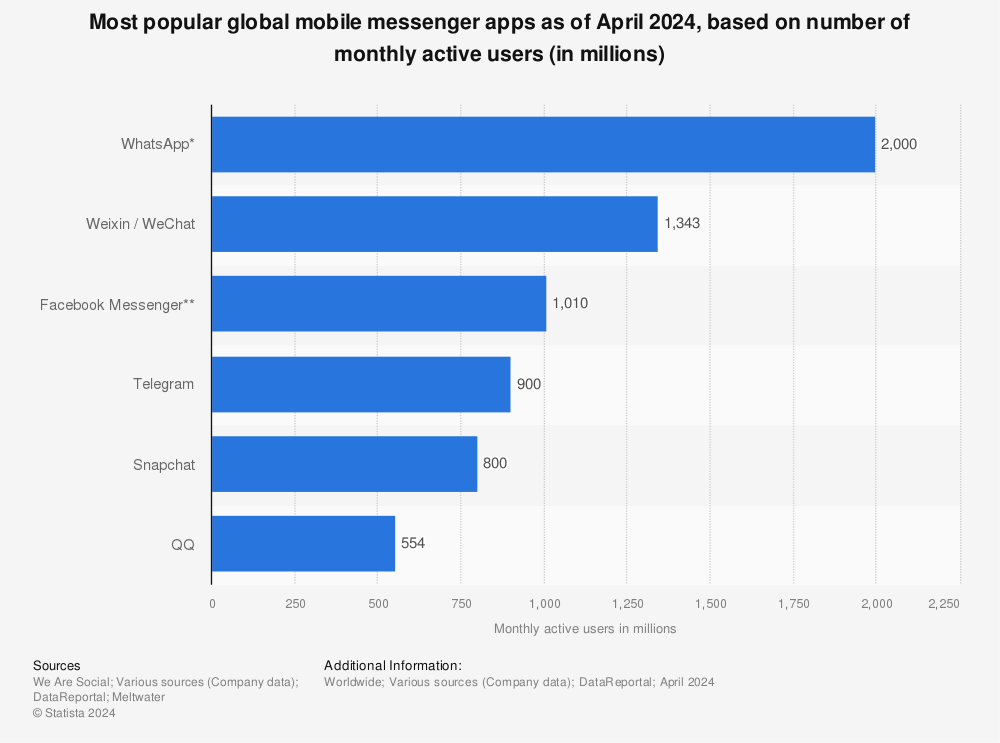 Most popular global mobile messenger apps as of April 2024, based on number of
monthly active users (in millions)
WhatsApp* 2,000
Weixin / WeChat 1,343
Facebook Messenger** 1,010
Telegram 900
Snapchat 800
QQ 554
0 250 500 750 1,000 1,250 1,500 1,750 2,000 2,250
Monthly active users in millions
Sources
We Are Social; Various sources (Company data);
DataReportal; Meltwater
© Statista 2024
Additional Information:
Worldwide; Various sources (Company data); DataReportal; April 2024